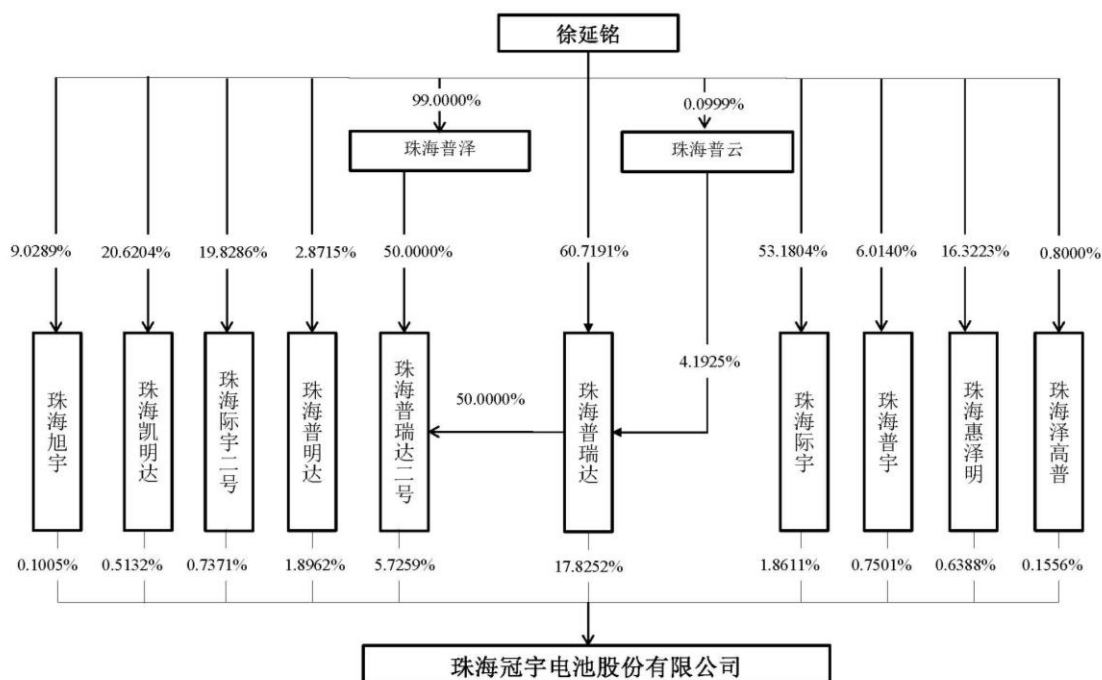 徐延铭
99.0000%
0.0999%
珠海普泽
珠海普云
9.0289%
20.6204%
19.8286%
2.8715%
50.0000%
60.7191%
53.1804%
6.0140%
16.3223%
0.8000%
4.1925%
50.0000%
珠海旭宇
珠海凯明达
珠海际宇二号
珠海普明达
珠海普瑞达二号
珠海普瑞达
珠海际宇
珠海普宇
珠海惠泽明
珠海泽高普
0.1005%
0.5132%
0.7371%
1.8962%
5.7259%
17.8252%
1.8611%
0.7501%
0.6388%
0.1556%
珠海冠宇电池股份有限公司